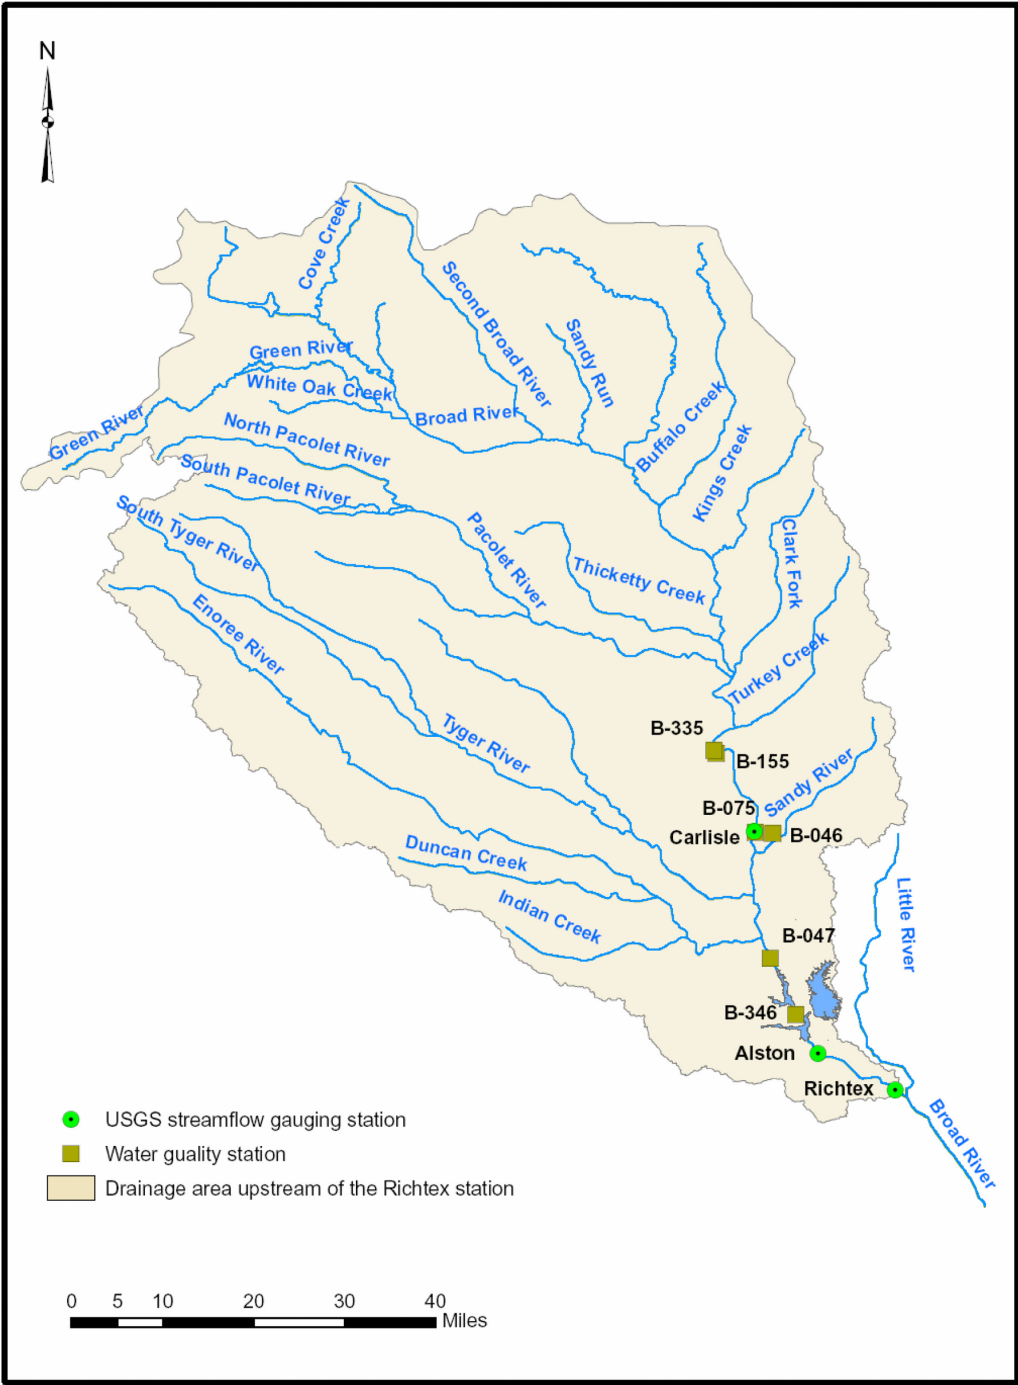 N
Cove Creek
Second Broad River
Sandy Run
Green River
White Oak Creek
Broad River
Buffalo Creek
Green River
North Pacolet River
Kings Creek
South Pacolet River
South Tyger River
Pacolet River
Clark Fork
Thicketty Creek
Enoree River
Turkey Creek
Tyger River
B-335
B-155
Sandy River
B-075
Carlisle
B-046
Duncan Creek
Indian Creek
Little River
B-047
B-346
Alston
Richtex
Broad River
USGS streamflow gauging station
Water guality station
Drainage area upstream of the Richtex station
0 5 10 20 30 40
Miles